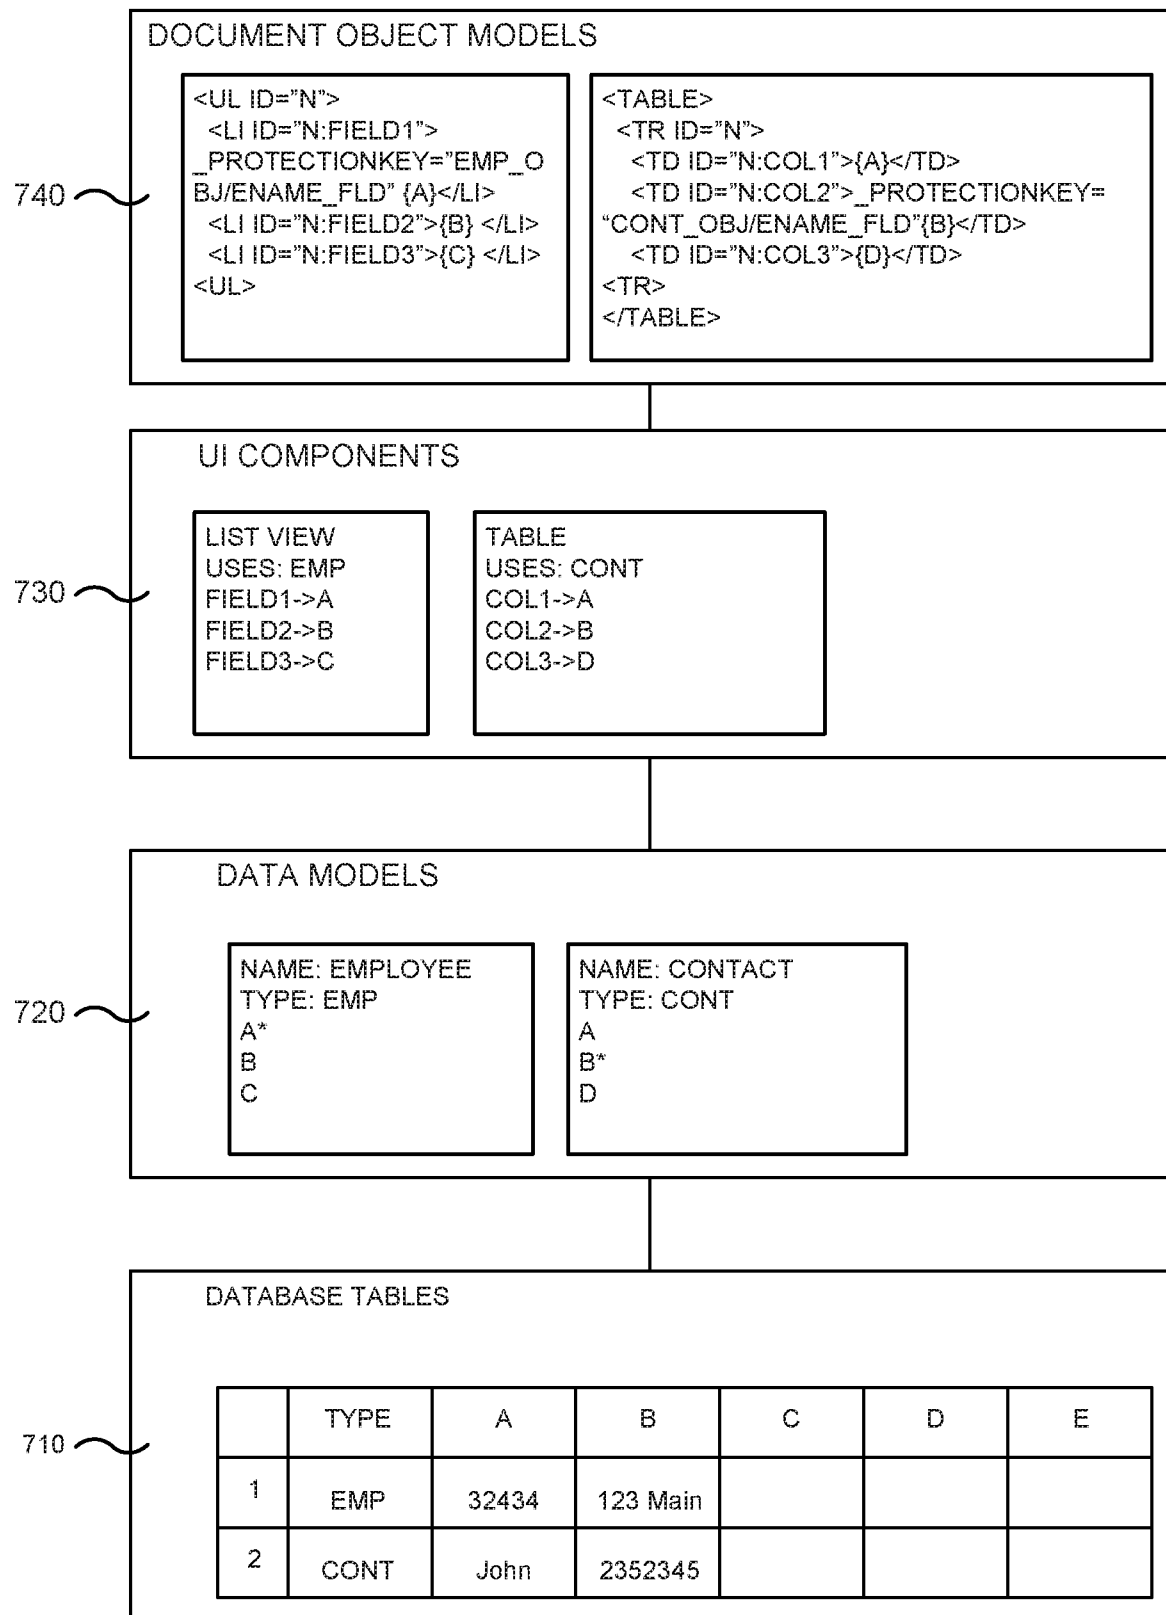 DOCUMENT OBJECT MODELS
<UL ID="N">
<LI ID="N:FIELD1">
_PROTECTIONKEY="EMP_O
BJ/ENAME_FLD" {A}</LI>
<LI ID="N:FIELD2">{B} </LI>
<LI ID="N:FIELD3">{C} </LI>
<UL>
<TABLE>
<TR ID="N">
<TD ID="N:COL1">{A}</TD>
<TD ID="N:COL2">_PROTECTIONKEY=
"CONT_OBJ/ENAME_FLD"{B}</TD>
<TD ID="N:COL3">{D}</TD>
<TR>
</TABLE>
740
UI COMPONENTS
LIST VIEW
USES: EMP
FIELD1->A
FIELD2->B
FIELD3->C
TABLE
USES: CONT
COL1->A
COL2->B
COL3->D
730
DATA MODELS
NAME: EMPLOYEE
TYPE: EMP
A*
B
C
NAME: CONTACT
TYPE: CONT
A
B*
D
720
DATABASE TABLES
TYPE A B C D E
1 EMP 32434 123 Main
2 CONT John 2352345
710